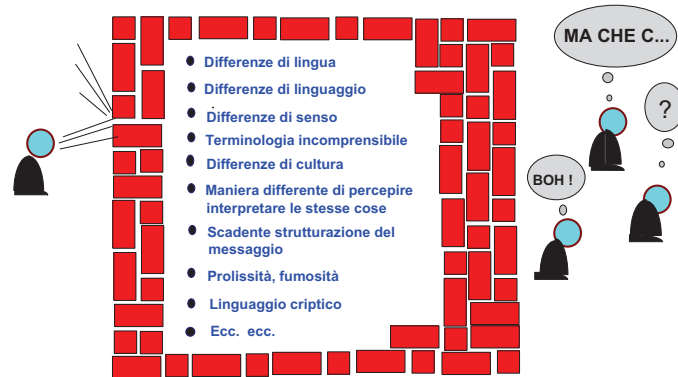 MA CHE C...
?
BOH !
Differenze di lingua
Differenze di linguaggio
Differenze di senso
Terminologia incomprensibile
Differenze di cultura
Maniera differente di percepire
interpretare le stesse cose
Scadente strutturazione del
messaggio
Prolissità, fumosità
Linguaggio criptico
Ecc. ecc.